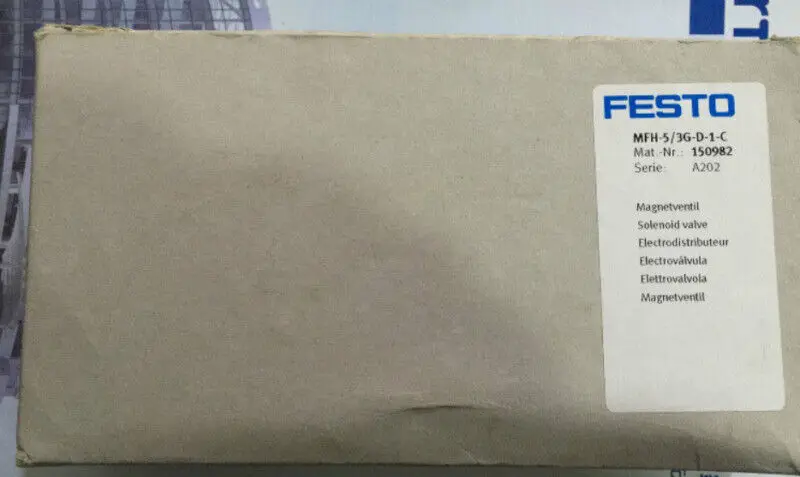 FESTO
MFH-5/3G-D-1-C
Mat.-Nr.: 150982
Serie: A202
Magnetventil
Solenoid valve
Electrodistributeur
Electroválvula
Elettrovalvola
Magnetventil